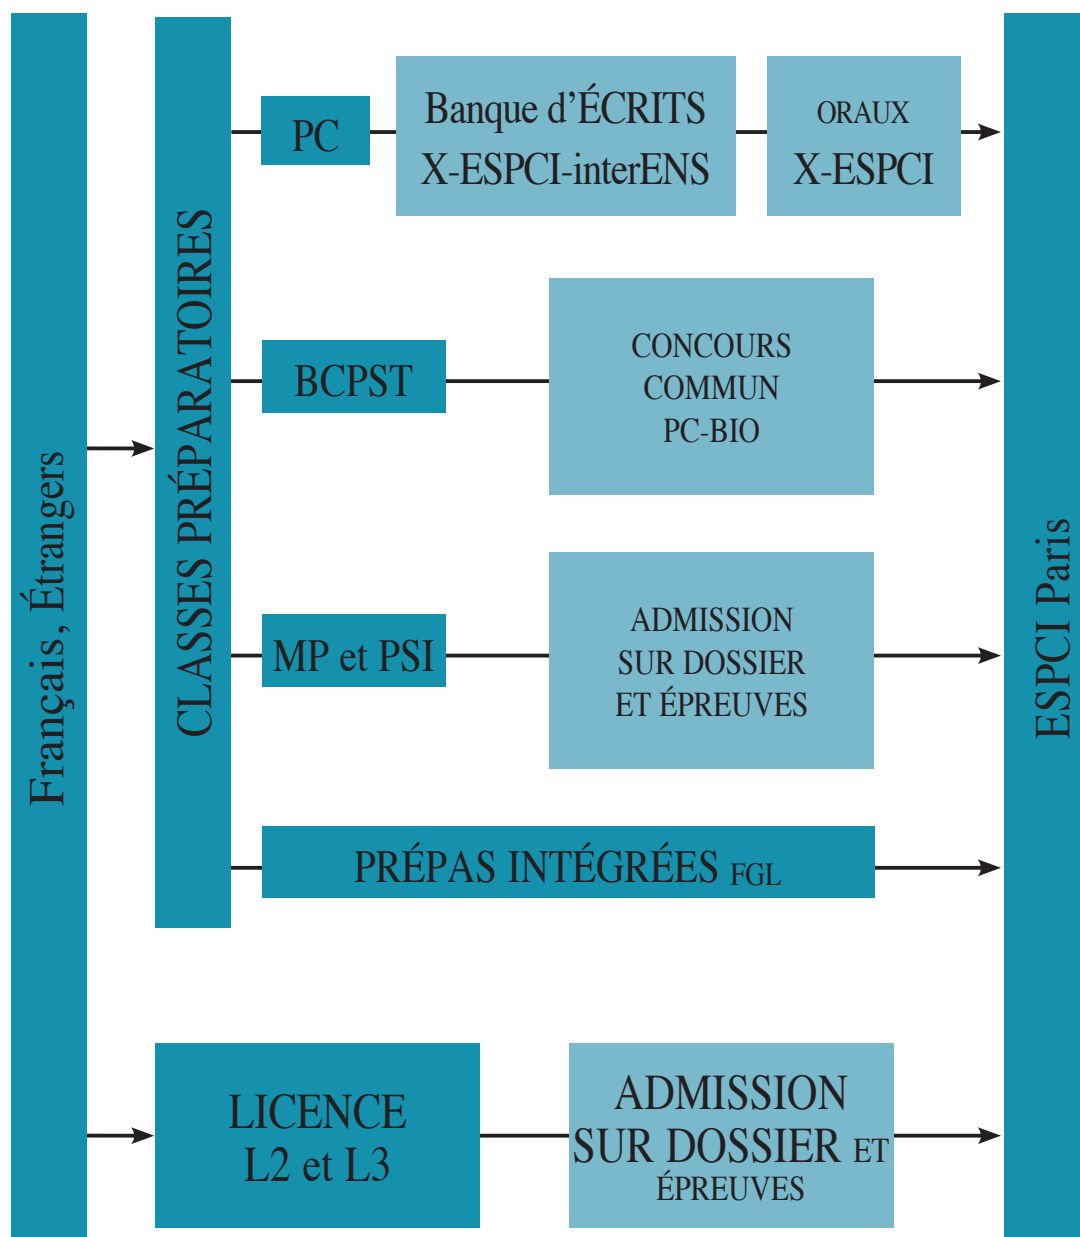 Français, Étrangers
CLASSES PRÉPARATOIRES
PC
Banque d'ÉCRITS
X-ESPCI-interENS
ORAUX
X-ESPCI
BCPST
CONCOURS
COMMUN
PC-BIO
MP et PSI
ADMISSION
SUR DOSSIER
ET ÉPREUVES
PRÉPAS INTÉGRÉES FGL
LICENCE
L2 et L3
ADMISSION
SUR DOSSIER ET
ÉPREUVES
ESPCI Paris